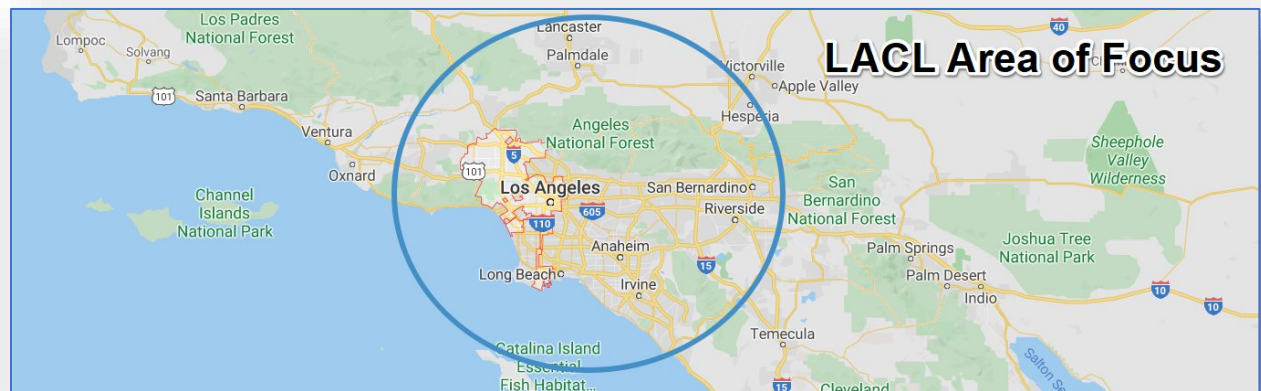 LACL Area of Focus
Los Padres
National Forest
Lancaster
Palmdale
40
Lompoc
Solvang
Victorville
Apple Valley
Hesperia
101
Santa Barbara
Angeles
National Forest
Ventura
Oxnard
5
101
Sheephole
Valley
Wilderness
Los Angeles
San Bernardino
San
Bernardino
National Forest
Channel
Islands
National Park
605
110
Riverside
Anaheim
Joshua Tree
National Park
Palm Springs
15
Long Beach
Irvine
Palm Desert
Indio
10
10
Temecula
Catalina Island
Essential
Fish Habitat...
15
Cleveland
Salton Se